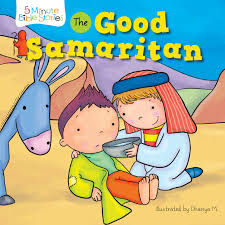 5 Minute
Bible Stories
The Good
Samaritan
Illustrated by Dhanya M.